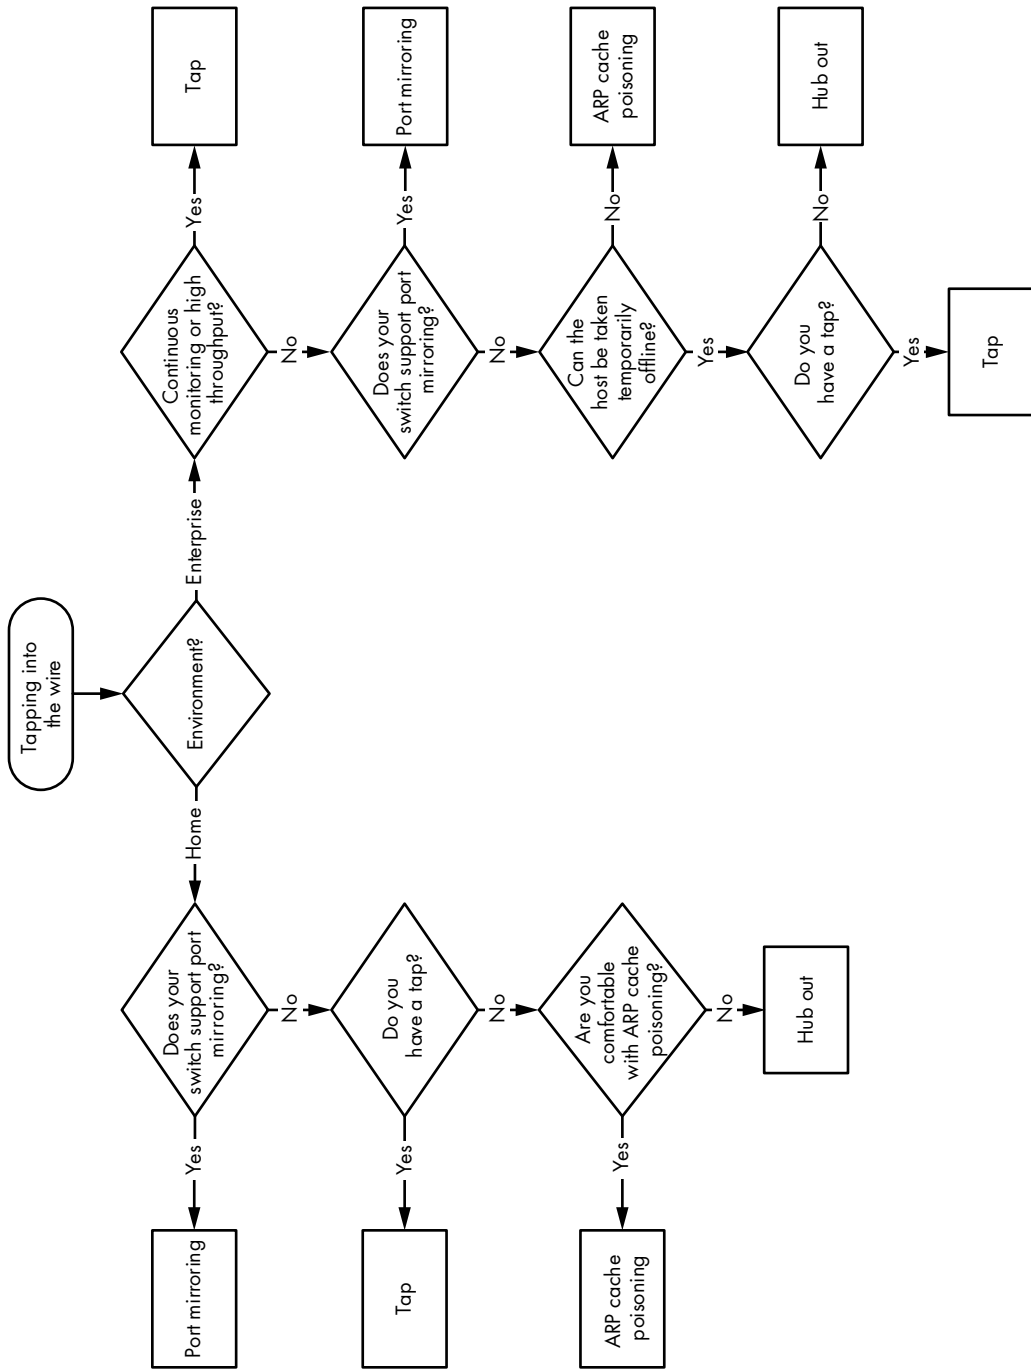 Tapping into
the wire
Environment?
Home
Enterprise
Does your
switch support port
mirroring?
Yes
Port mirroring
No
Do you
have a tap?
Yes
Tap
No
Are you
comfortable
with ARP cache
poisoning?
Yes
ARP cache
poisoning
No
Hub out
Continuous
monitoring or high
throughput?
Yes
Tap
No
Does your
switch support port
mirroring?
Yes
Port mirroring
No
Can the
host be taken
temporarily
offline?
No
ARP cache
poisoning
Yes
Do you
have a tap?
No
Hub out
Yes
Tap